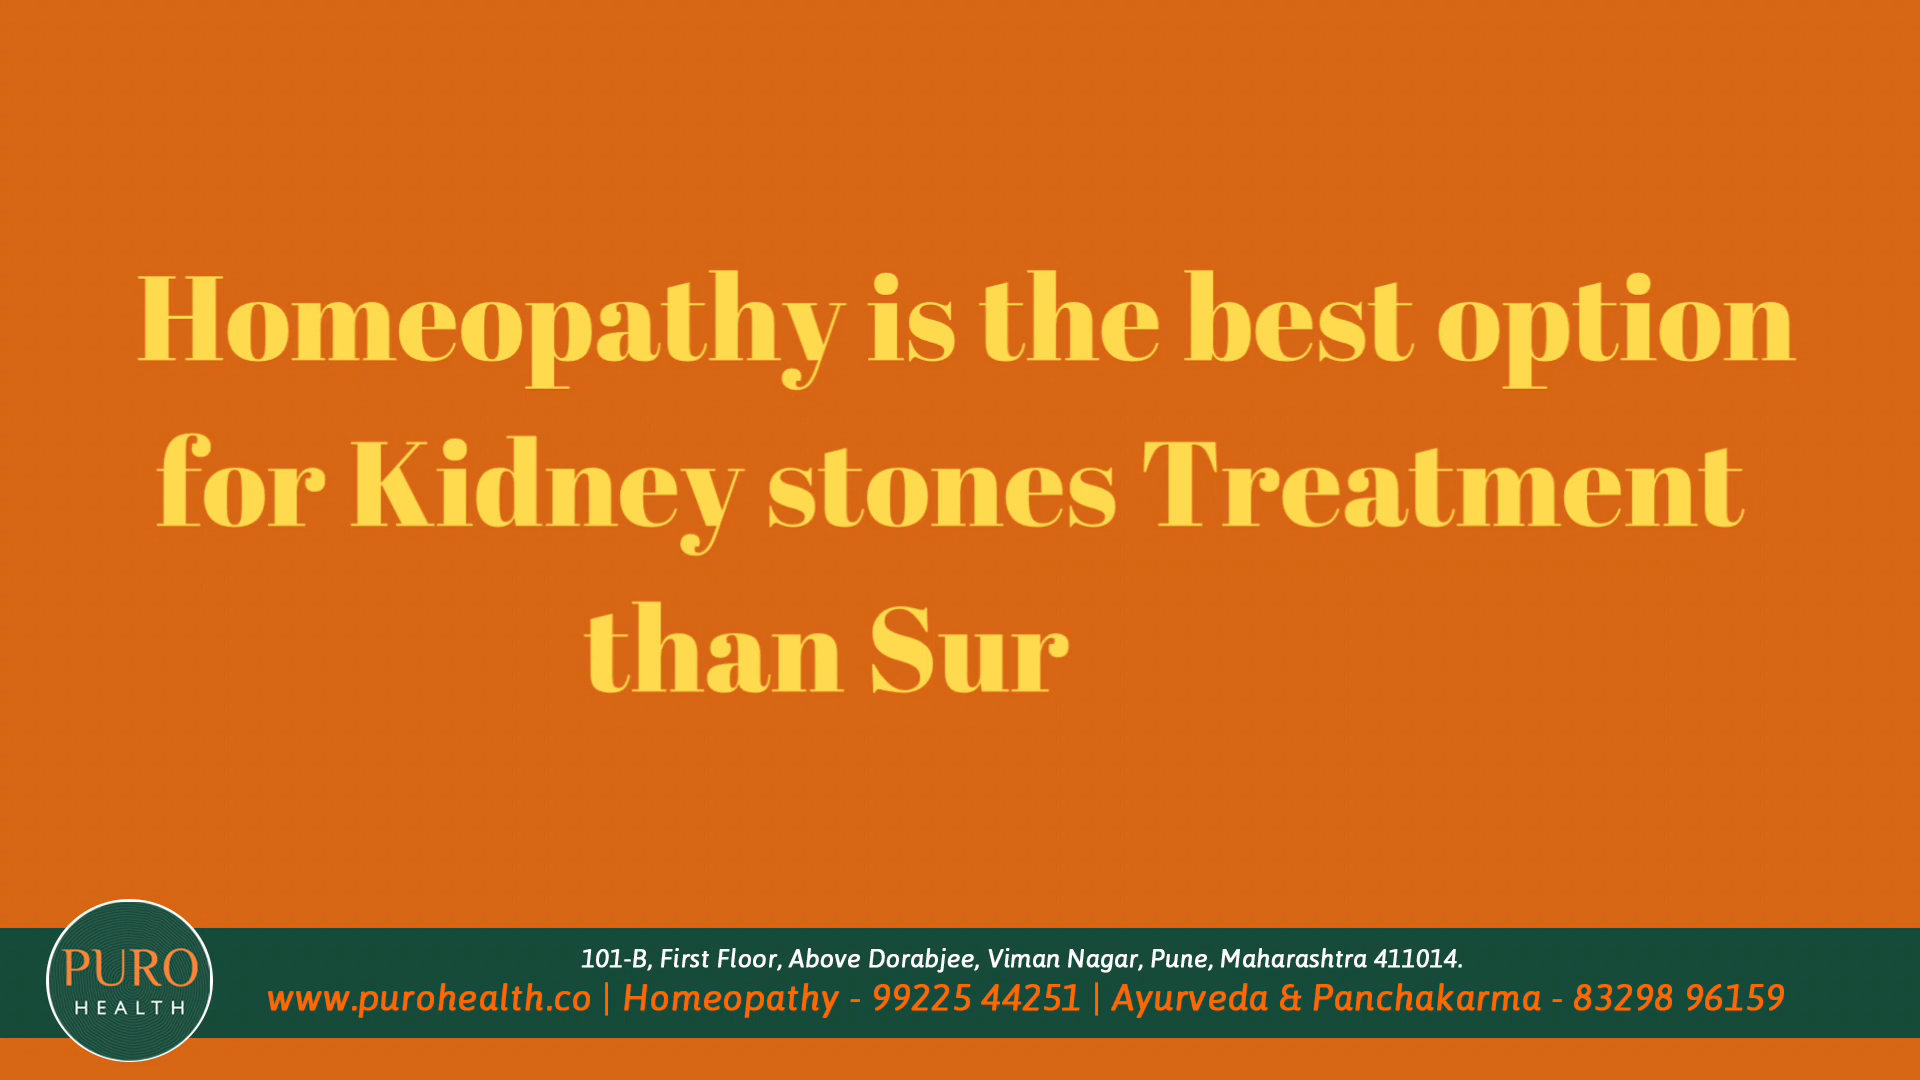 Homeopathy is the best option
for Kidney stones Treatment
than Sur
PURO
HEALTH
101-B, First Floor, Above Dorabjee, Viman Nagar, Pune, Maharashtra 411014.
www.purohealth.co | Homeopathy - 99225 44251 | Ayurveda & Panchakarma - 83298 96159